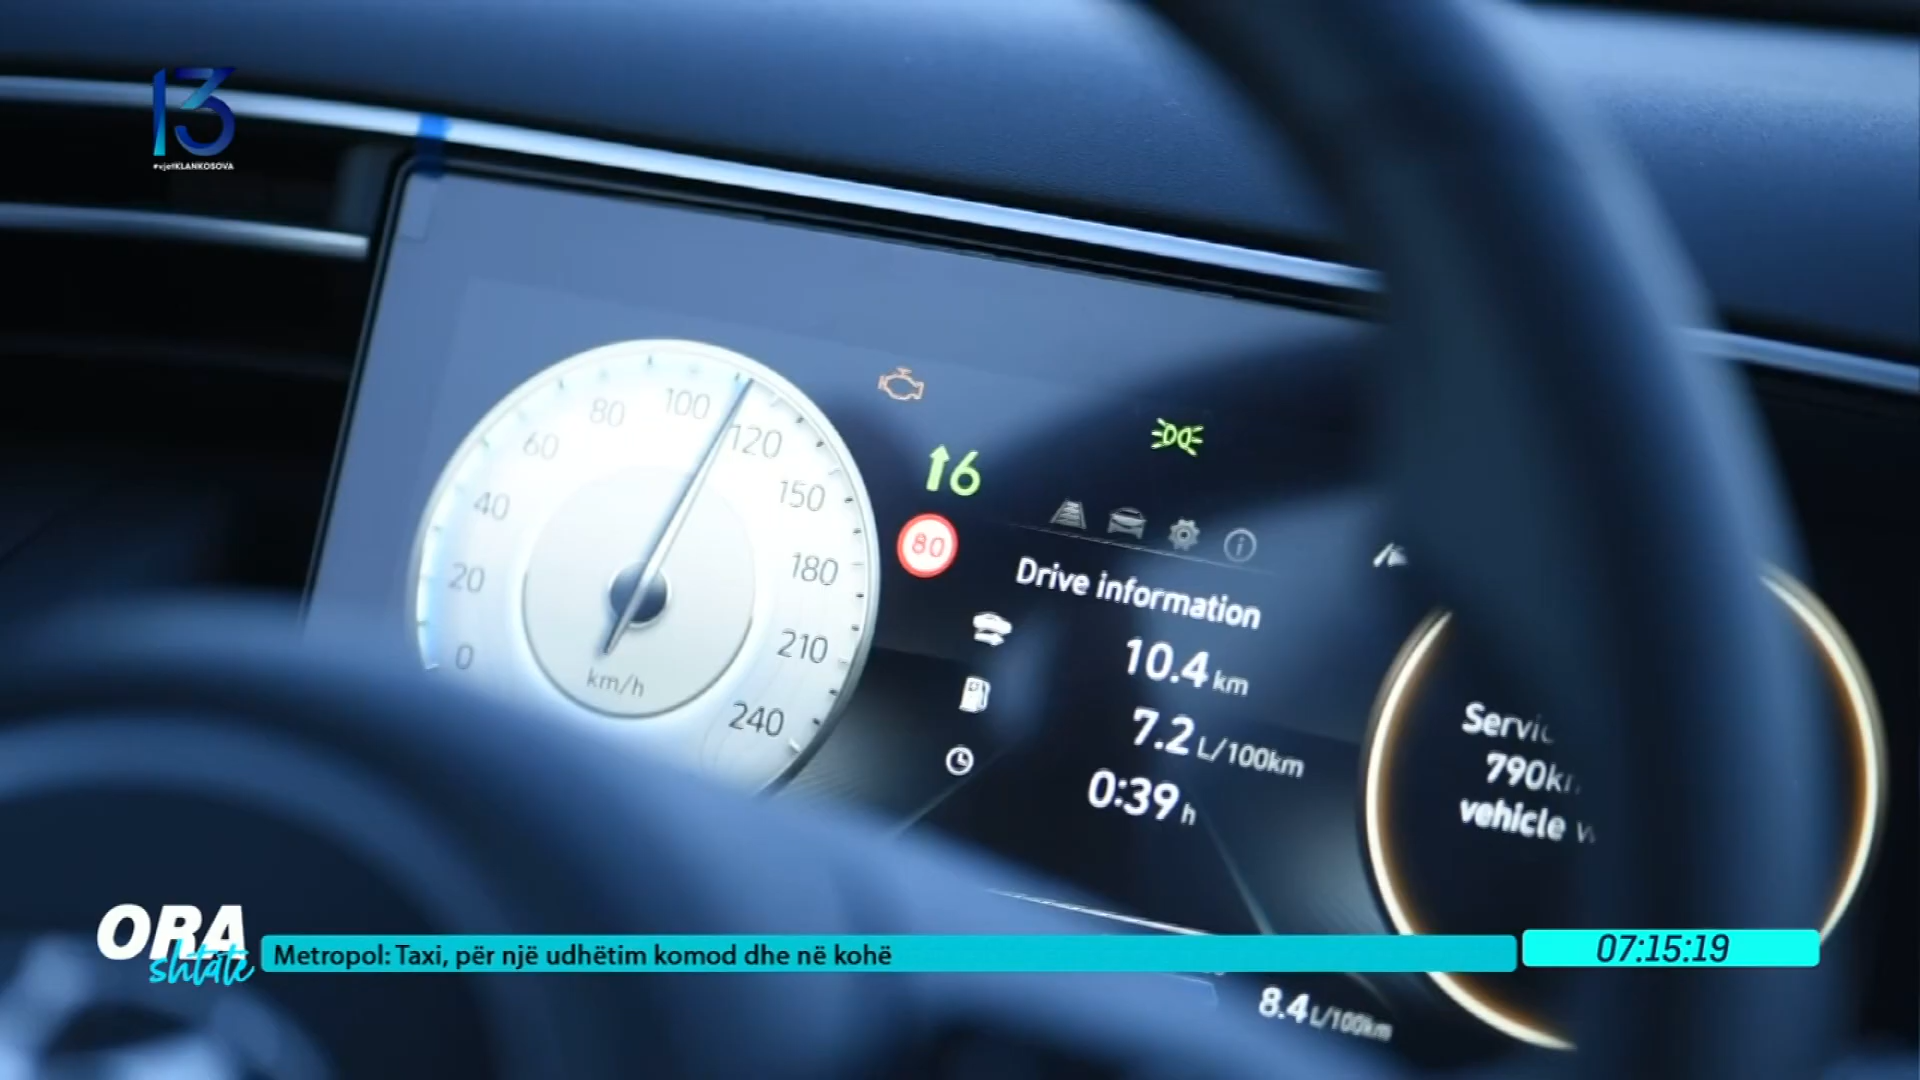 13
#vjetKLANKOSOVA
0
20
40
60
80
100
120
150
180
210
240
km/h
6
80
Drive information
10.4 km
7.2 L/100km
0:39 h
790
vehicle
8.4 L/100km
ORA
shtatë
Metropol: Taxi, për një udhëtim komod dhe në kohë
07:15:19